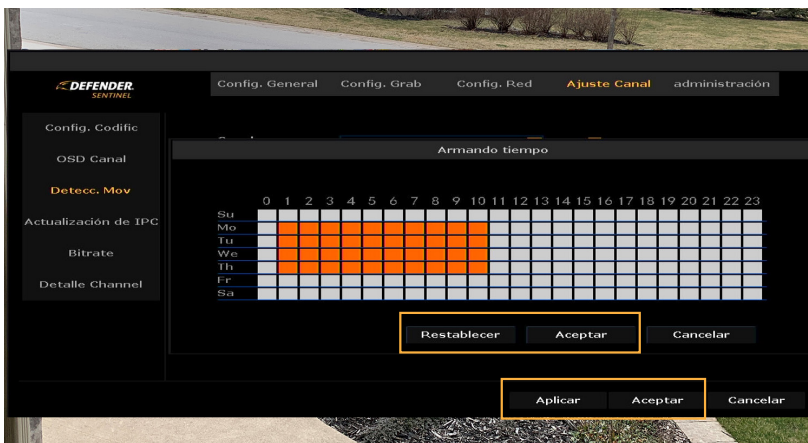 DEFENDER
SENTINEL
Config. General Config. Grab Config. Red Ajuste Canal administración
Config. Codific
OSD Canal
Detecc. Mov
Actualización de IPC
Bitrate
Detalle Channel
Armando tiempo
0 1 2 3 4 5 6 7 8 9 10 11 12 13 14 15 16 17 18 19 20 21 22 23
Su
Mo
Tu
We
Th
Fr
Sa
Restablecer Aceptar Cancelar
Aplicar Aceptar Cancelar